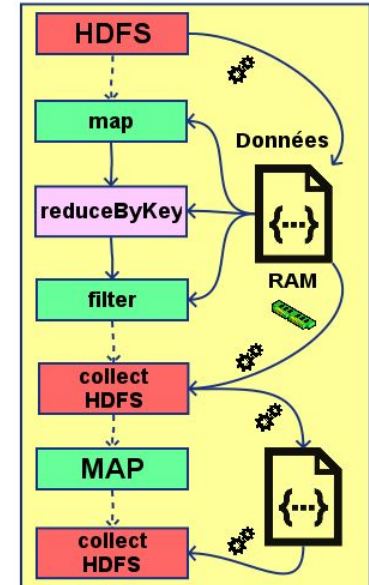 HDFS
map
Données
reduceByKey
{...}
RAM
filter
collect
HDFS
MAP
{...}
collect
HDFS